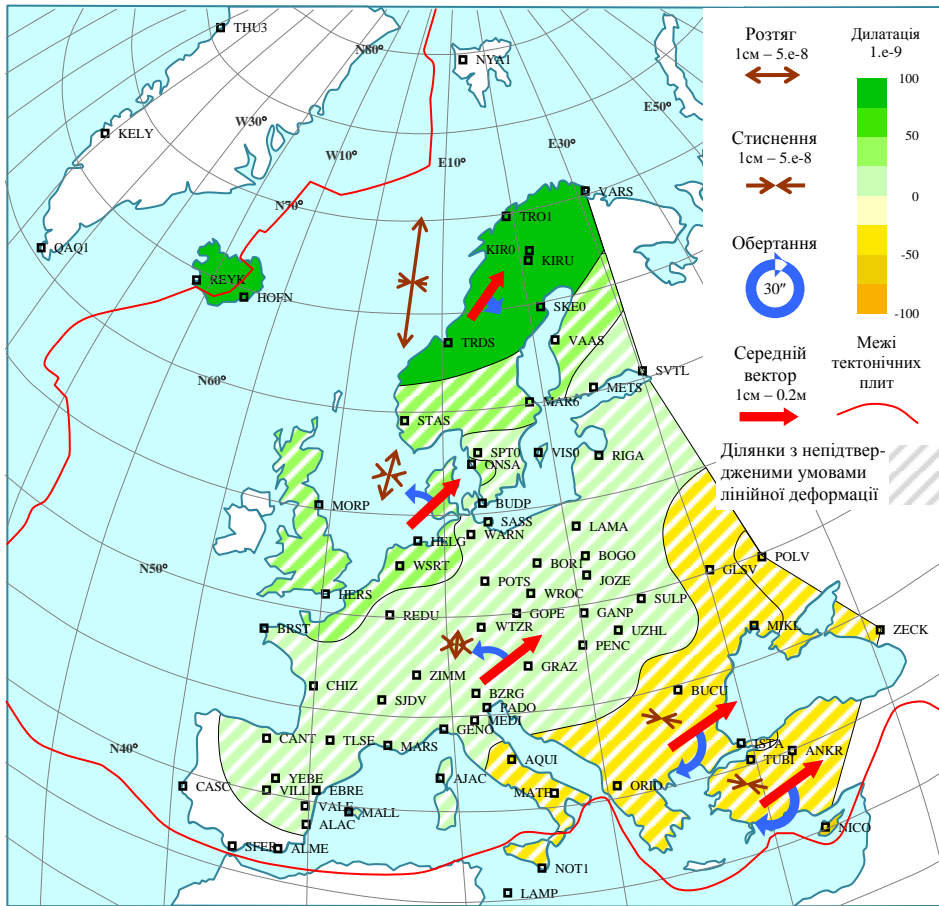 THU3
NYA1
KELY
QAQ1
REYK
HOFN
N80°
W30°
W10°
E10°
E30°
E50°
N70°
N60°
N50°
N40°
VARS
TRO1
KIR0
KIRU
SKE0
TRDS
VAAS
SVTL
METS
MAR6
STAS
SPT0
ONSA
VIS0
RIGA
MORP
BUDP
SASS
WARN
LAMA
HELG
WSRT
BOR1
BOGO
JOZE
POLV
GLSV
HERS
POTS
WROC
SULP
REDU
GOPE
GANP
BRST
WTZR
UZHL
PENC
MIKL
ZECK
GRAZ
ZIMM
CHIZ
SJDV
BZRG
PADO
MEDI
BUCU
CANT
TLSE
MARS
GENO
ISTA
TUBI
ANKR
AQUI
CASC
YEBE
VILL
EBRE
AJAC
MATE
ORID
VALE
MALL
ALAC
NICO
SFER
ALME
NOT1
LAMP
Розтяг
1см – 5.е-8
Стиснення
1см – 5.е-8
Обертання
30″
Середній
вектор
1см – 0.2м
Дилатація
1.е-9
100
50
0
-50
-100
Межі
тектонічних
плит
Ділянки з непідтвер-
дженими умовами
лінійної деформації